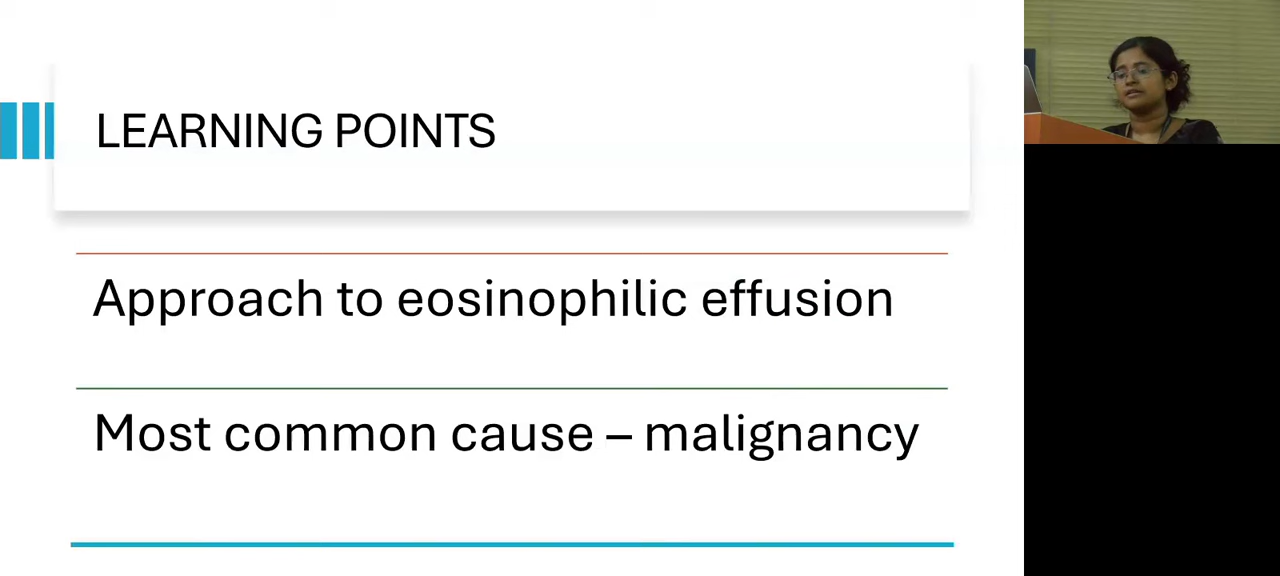 LEARNING POINTS
Approach to eosinophilic effusion
Most common cause – malignancy